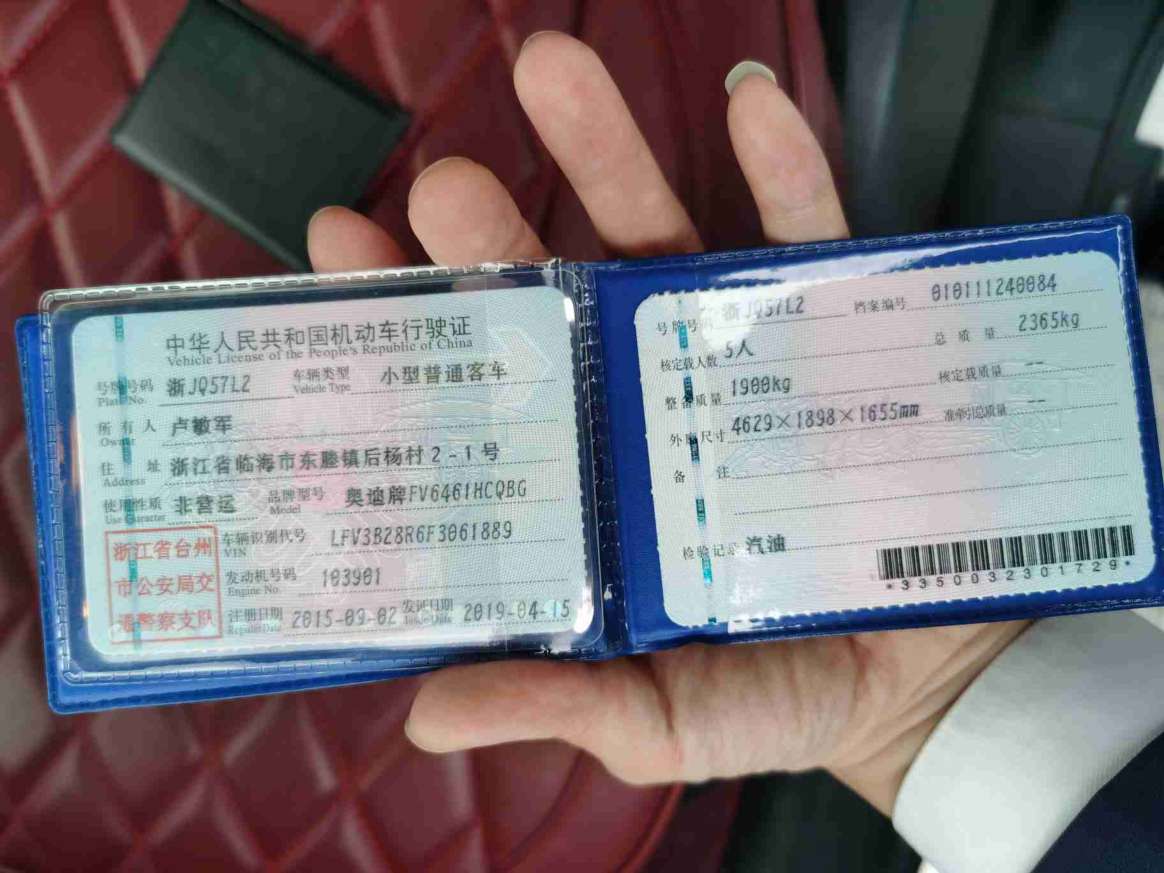 中华人民共和国机动车行驶证
Vehicle License of the People's Republic of China
号牌号码 浙JQ57L2 车辆类型 小型普通客车
Plate No. Vehicle Type
所有人 卢敏军
Owner
住址 浙江省临海市东塍镇后杨村2-1号
Address
使用性质 非营运 品牌型号 奥迪牌FV6461HCQBG
Use Character Model
浙江省台州
市公安局交
通警察支队
车辆识别代号 LFV3B28R6F3061889
VIN
发动机号码 103901
Engine No.
注册日期 2015-09-02 发证日期 2019-04-15
Register Date Issue Date
号牌号码 浙JQ57L2 档案编号 010111240084
核定载人数 5人 总质量 2365kg
整备质量 1900kg 核定载质量 --
外廓尺寸 4629×1898×1655mm 准牵引总质量 --
备注
检验记录 汽油
*3350032301729*